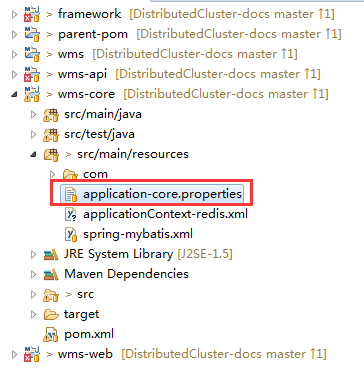 > framework [DistributedCluster-docs master ↑1]
> parent-pom [DistributedCluster-docs master ↑1]
> wms [DistributedCluster-docs master ↑1]
> wms-api [DistributedCluster-docs master ↑1]
> wms-core [DistributedCluster-docs master ↑1]
src/main/java
src/test/java
> src/main/resources
com
application-core.properties
applicationContext-redis.xml
spring-mybatis.xml
JRE System Library [J2SE-1.5]
Maven Dependencies
> src
target
pom.xml
> wms-web [DistributedCluster-docs master ↑1]